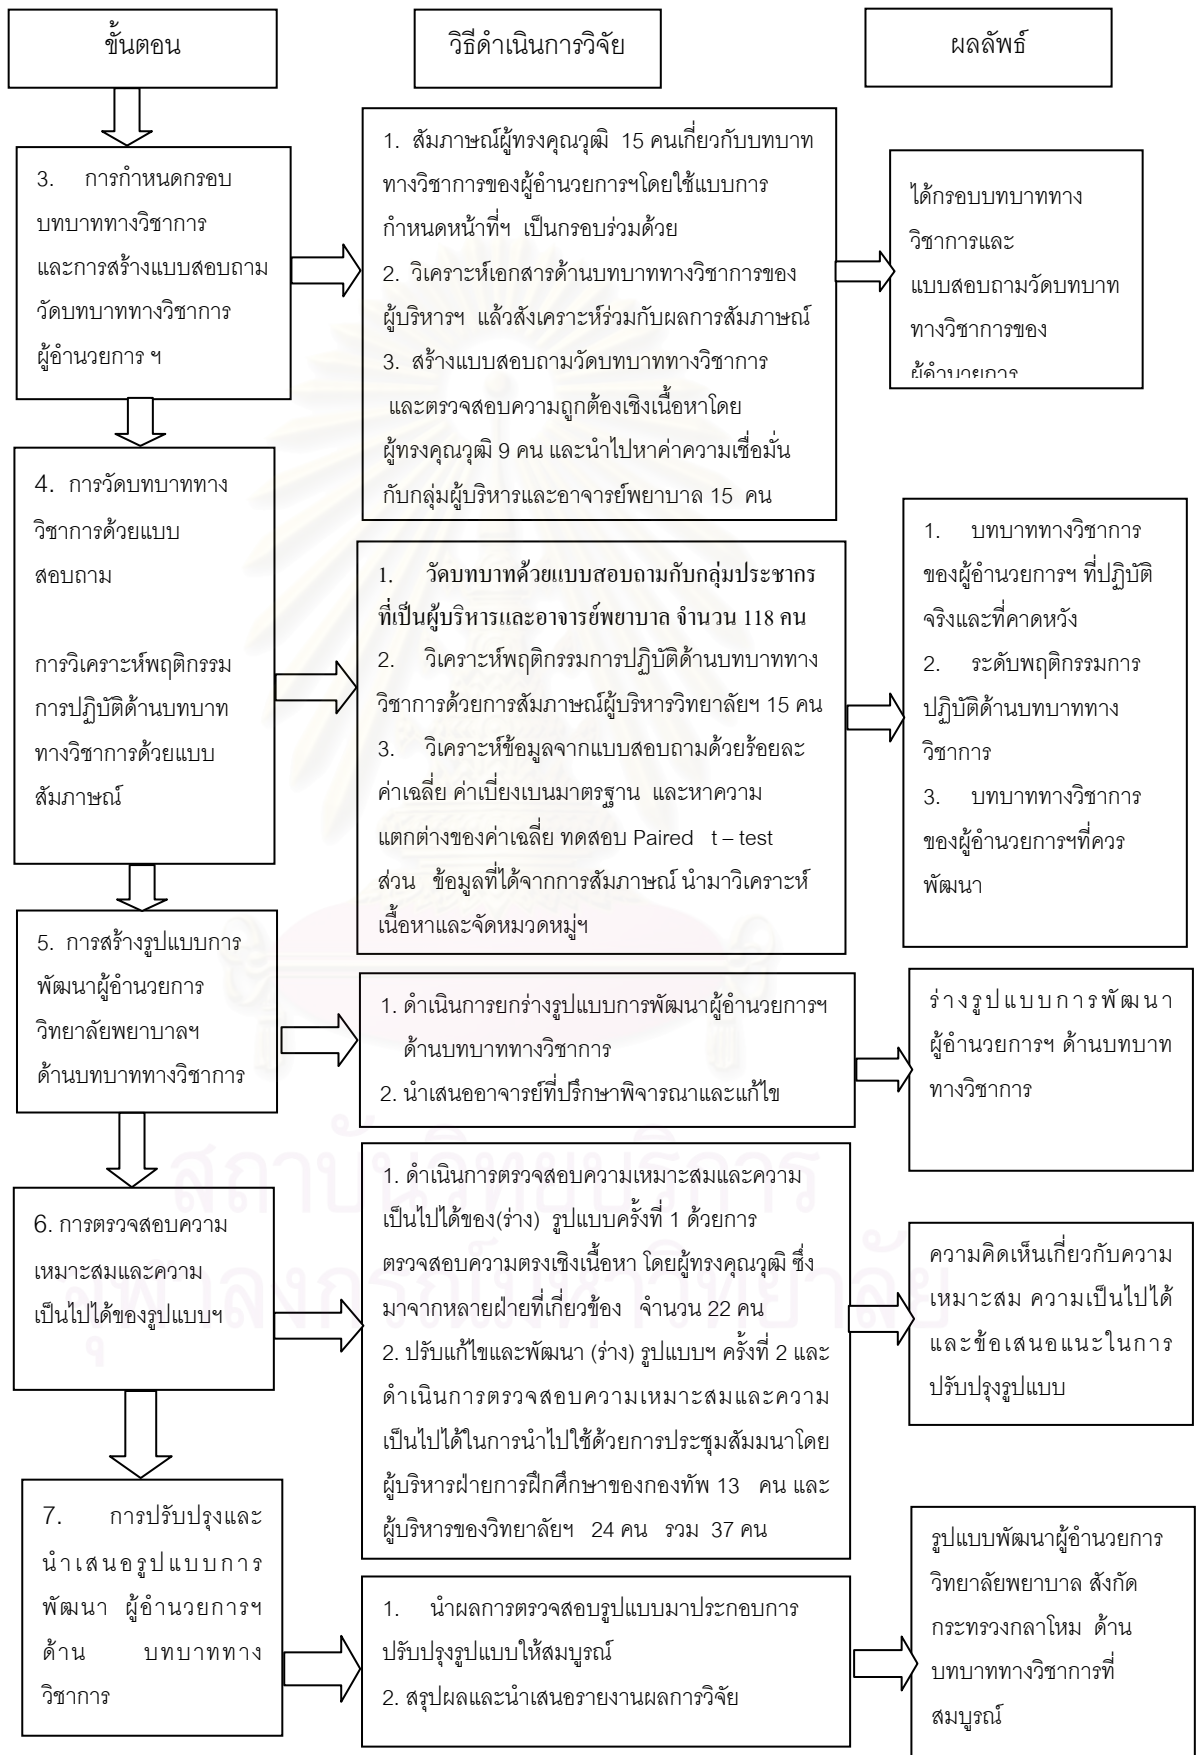 ขั้นตอน
วิธีดำเนินการวิจัย
ผลลัพธ์
3. การกำหนดกรอบ
บทบาททางวิชาการ
และการสร้างแบบสอบถาม
วัดบทบาททางวิชาการ
ผู้อำนวยการ ฯ
1. สัมภาษณ์ผู้ทรงคุณวุฒิ 15 คนเกี่ยวกับบทบาท
ทางวิชาการของผู้อำนวยการฯโดยใช้แบบการ
กำหนดหน้าที่ฯ เป็นกรอบร่วมด้วย
2. วิเคราะห์เอกสารด้านบทบาททางวิชาการของ
ผู้บริหารฯ แล้วสังเคราะห์ร่วมกับผลการสัมภาษณ์
3. สร้างแบบสอบถามวัดบทบาททางวิชาการ
และตรวจสอบความถูกต้องเชิงเนื้อหาโดย
ผู้ทรงคุณวุฒิ 9 คน และนำไปหาค่าความเชื่อมั่น
กับกลุ่มผู้บริหารและอาจารย์พยาบาล 15 คน
ได้กรอบบทบาททาง
วิชาการและ
แบบสอบถามวัดบทบาท
ทางวิชาการของ
ผู้อำนวยการ
4. การวัดบทบาททาง
วิชาการด้วยแบบ
สอบถาม
การวิเคราะห์พฤติกรรม
การปฏิบัติด้านบทบาท
ทางวิชาการด้วยแบบ
สัมภาษณ์
1. วัดบทบาทด้วยแบบสอบถามกับกลุ่มประชากร
ที่เป็นผู้บริหารและอาจารย์พยาบาล จำนวน 118 คน
2. วิเคราะห์พฤติกรรมการปฏิบัติด้านบทบาททาง
วิชาการด้วยการสัมภาษณ์ผู้บริหารวิทยาลัยฯ 15 คน
3. วิเคราะห์ข้อมูลจากแบบสอบถามด้วยร้อยละ
ค่าเฉลี่ย ค่าเบี่ยงเบนมาตรฐาน และหาความ
แตกต่างของค่าเฉลี่ย ทดสอบ Paired t – test
ส่วน ข้อมูลที่ได้จากการสัมภาษณ์ นำมาวิเคราะห์
เนื้อหาและจัดหมวดหมู่ฯ
1. บทบาททางวิชาการ
ของผู้อำนวยการฯ ที่ปฏิบัติ
จริงและที่คาดหวัง
2. ระดับพฤติกรรมการ
ปฏิบัติด้านบทบาททาง
วิชาการ
3. บทบาททางวิชาการ
ของผู้อำนวยการฯที่ควร
พัฒนา
5. การสร้างรูปแบบการ
พัฒนาผู้อำนวยการ
วิทยาลัยพยาบาลฯ
ด้านบทบาททางวิชาการ
1. ดำเนินการยกร่างรูปแบบการพัฒนาผู้อำนวยการฯ
ด้านบทบาททางวิชาการ
2. นำเสนออาจารย์ที่ปรึกษาพิจารณาและแก้ไข
ร่างรูปแบบการพัฒนา
ผู้อำนวยการฯ ด้านบทบาท
ทางวิชาการ
สถาบันวิทยบริการ
จุฬาลงกรณ์มหาวิทยาลัย
6. การตรวจสอบความ
เหมาะสมและความ
เป็นไปได้ของรูปแบบฯ
1. ดำเนินการตรวจสอบความเหมาะสมและความ
เป็นไปได้ของ(ร่าง) รูปแบบครั้งที่ 1 ด้วยการ
ตรวจสอบความตรงเชิงเนื้อหา โดยผู้ทรงคุณวุฒิ ซึ่ง
มาจากหลายฝ่ายที่เกี่ยวข้อง จำนวน 22 คน
2. ปรับแก้ไขและพัฒนา (ร่าง) รูปแบบฯ ครั้งที่ 2 และ
ดำเนินการตรวจสอบความเหมาะสมและความ
เป็นไปได้ในการนำไปใช้ด้วยการประชุมสัมมนาโดย
ผู้บริหารฝ่ายการฝึกศึกษาของกองทัพ 13 คน และ
ผู้บริหารของวิทยาลัยฯ 24 คน รวม 37 คน
ความคิดเห็นเกี่ยวกับความ
เหมาะสม ความเป็นไปได้
และข้อเสนอแนะในการ
ปรับปรุงรูปแบบ
7. การปรับปรุงและ
นำเสนอรูปแบบการ
พัฒนา ผู้อำนวยการฯ
ด้าน บทบาททาง
วิชาการ
1. นำผลการตรวจสอบรูปแบบมาประกอบการ
ปรับปรุงรูปแบบให้สมบูรณ์
2. สรุปผลและนำเสนอรายงานผลการวิจัย
รูปแบบพัฒนาผู้อำนวยการ
วิทยาลัยพยาบาล สังกัด
กระทรวงกลาโหม ด้าน
บทบาททางวิชาการที่
สมบูรณ์